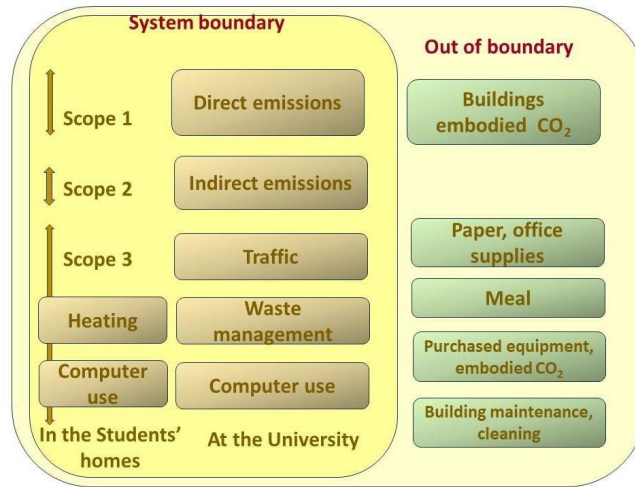 System boundary
Out of boundary
Scope 1
Direct emissions
Buildings
embodied CO₂
Scope 2
Indirect emissions
Scope 3
Traffic
Paper, office
supplies
Heating
Waste
management
Meal
Computer
use
Computer use
Purchased equipment,
embodied CO₂
In the Students'
homes
At the University
Building maintenance,
cleaning